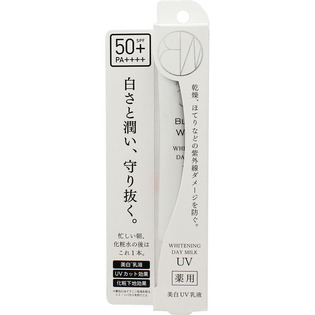 50+
SPF
PA++++
白さと潤い、守り抜く。
忙しい朝、
化粧水の後は
これ1本。
美白*乳液
UVカット効果
化粧下地効果
乾燥、ほてりなどの紫外線
ダメージを防ぐ。
WHITENING
DAY MILK
UV
薬用
美白UV乳液